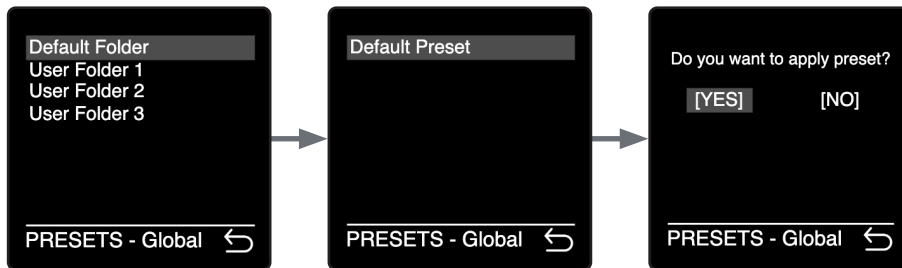 Default Folder
User Folder 1
User Folder 2
User Folder 3
PRESETS - Global
Default Preset
PRESETS - Global
Do you want to apply preset?
[YES] [NO]
PRESETS - Global